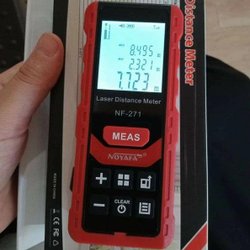 8.495
2.321
7.723
Laser Distance Meter
NF-271
MEAS
NOYAFA
CLEAR
Distance Meter